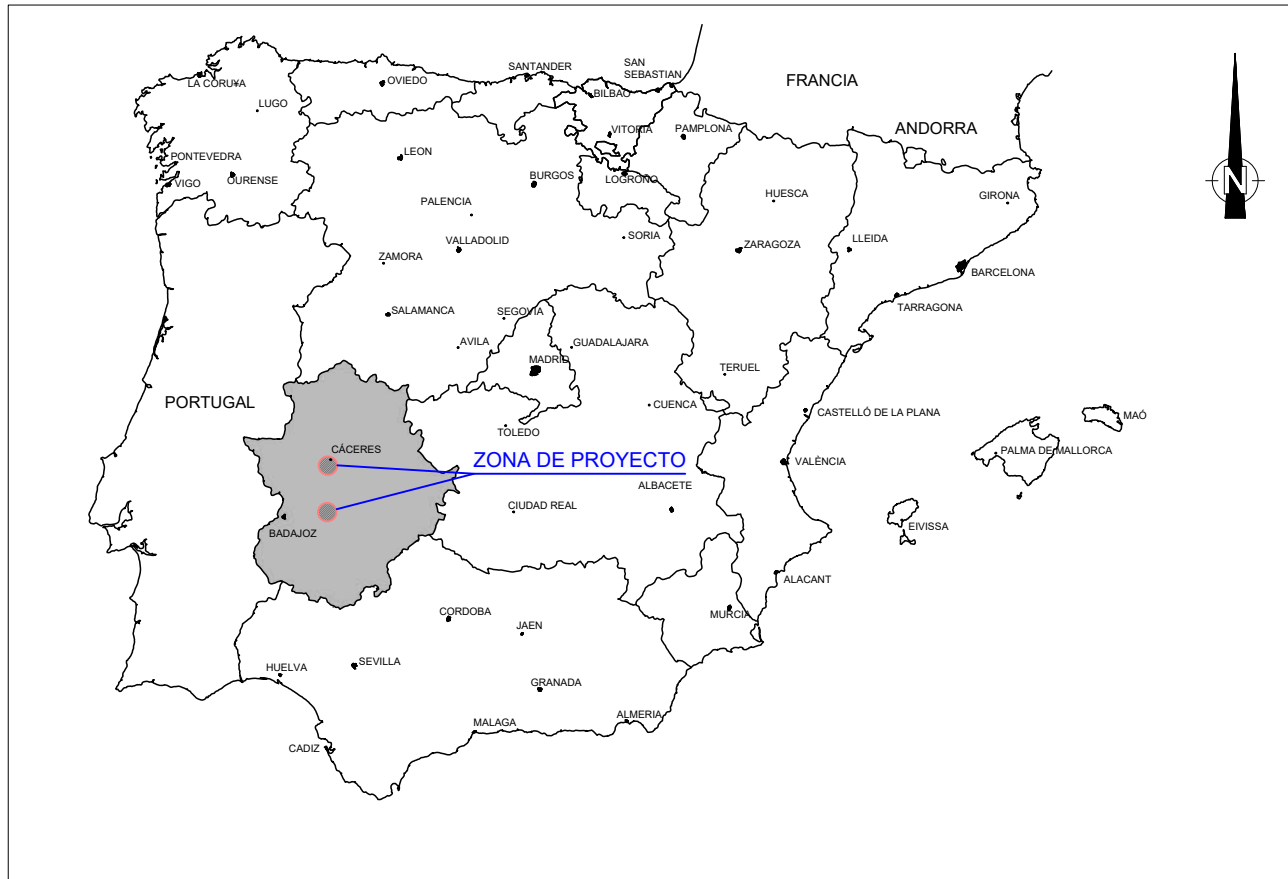 SAN
SANTANDER
SEBASTIAN
FRANCIA
LA CORUÑA
OVIEDO
BILBAO
LUGO
ANDORRA
VITORIA
PAMPLONA
PONTEVEDRA
LEON
VIGO
OURENSE
BURGOS
LOGROÑO
HUESCA
GIRONA
N
PALENCIA
SORIA
VALLADOLID
ZARAGOZA
LLEIDA
ZAMORA
BARCELONA
SALAMANCA
SEGOVIA
TARRAGONA
AVILA
GUADALAJARA
MADRID
TERUEL
PORTUGAL
CUENCA
CASTELLÓ DE LA PLANA
MAÓ
TOLEDO
CÁCERES
ZONA DE PROYECTO
VALÈNCIA
PALMA DE MALLORCA
ALBACETE
CIUDAD REAL
BADAJOZ
EIVISSA
ALACANT
CORDOBA
MURCIA
JAEN
HUELVA
SEVILLA
GRANADA
MALAGA
ALMERIA
CADIZ